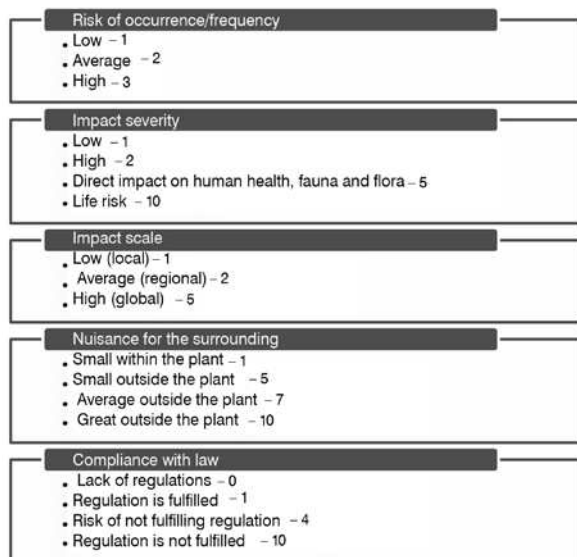 Risk of occurrence/frequency
• Low – 1
• Average – 2
• High – 3
Impact severity
• Low – 1
• High – 2
• Direct impact on human health, fauna and flora – 5
• Life risk – 10
Impact scale
• Low (local) – 1
• Average (regional) – 2
• High (global) – 5
Nuisance for the surrounding
• Small within the plant – 1
• Small outside the plant – 5
• Average outside the plant – 7
• Great outside the plant – 10
Compliance with law
• Lack of regulations – 0
• Regulation is fulfilled – 1
• Risk of not fulfilling regulation – 4
• Regulation is not fulfilled – 10